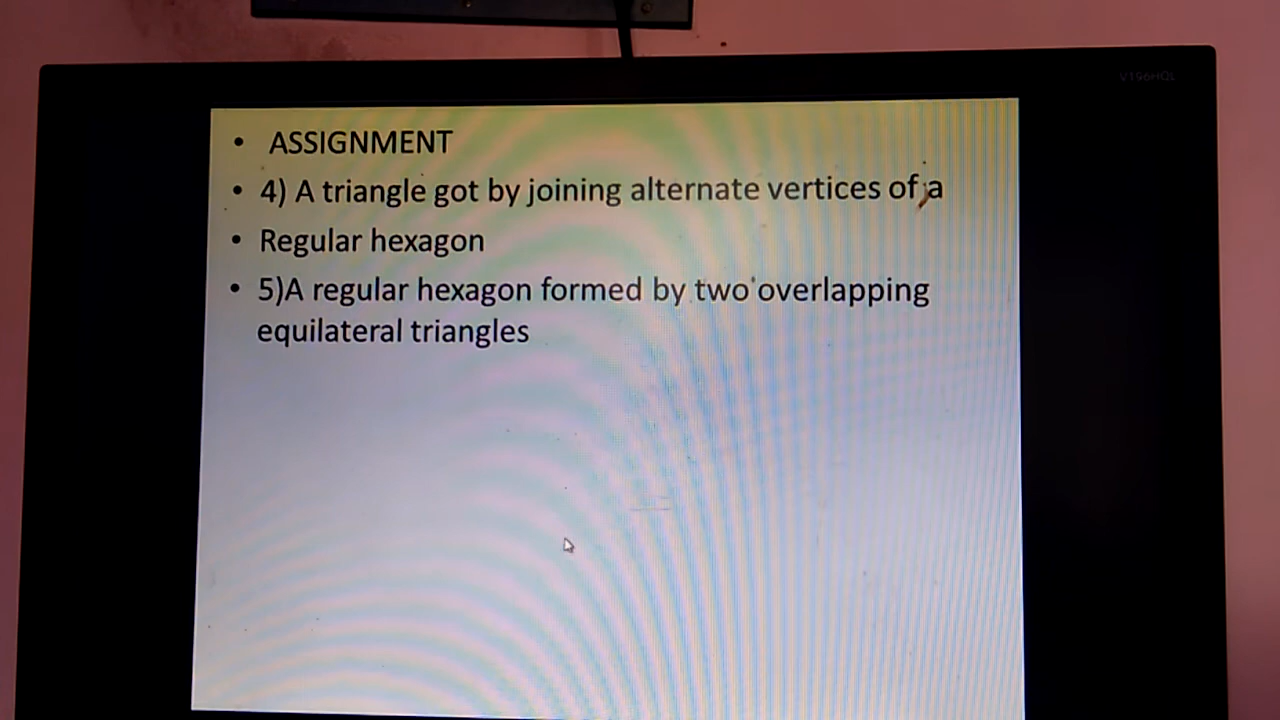 V196HQL
• ASSIGNMENT
• 4) A triangle got by joining alternate vertices of a
• Regular hexagon
• 5)A regular hexagon formed by two overlapping
equilateral triangles